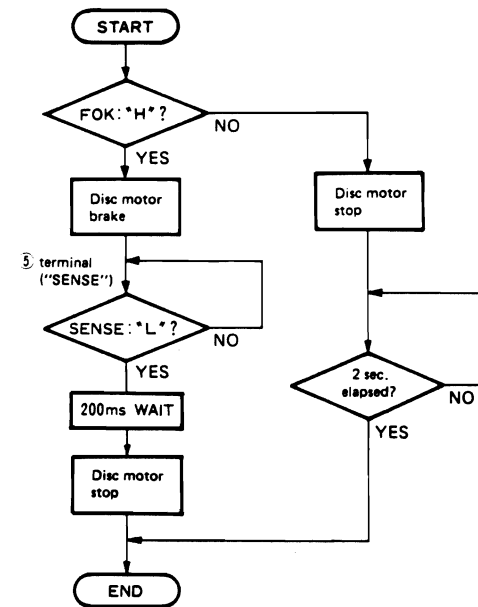 START
FOK: "H" ?
NO
YES
Disc motor
brake
Disc motor
stop
⑤ terminal
("SENSE")
SENSE: "L" ?
NO
YES
2 sec.
elapsed?
NO
YES
200ms WAIT
Disc motor
stop
END